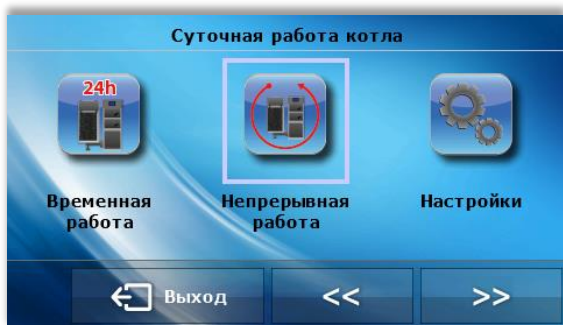 Суточная работа котла
24h
Временная
работа
Непрерывная
работа
Настройки
Выход
<<
>>